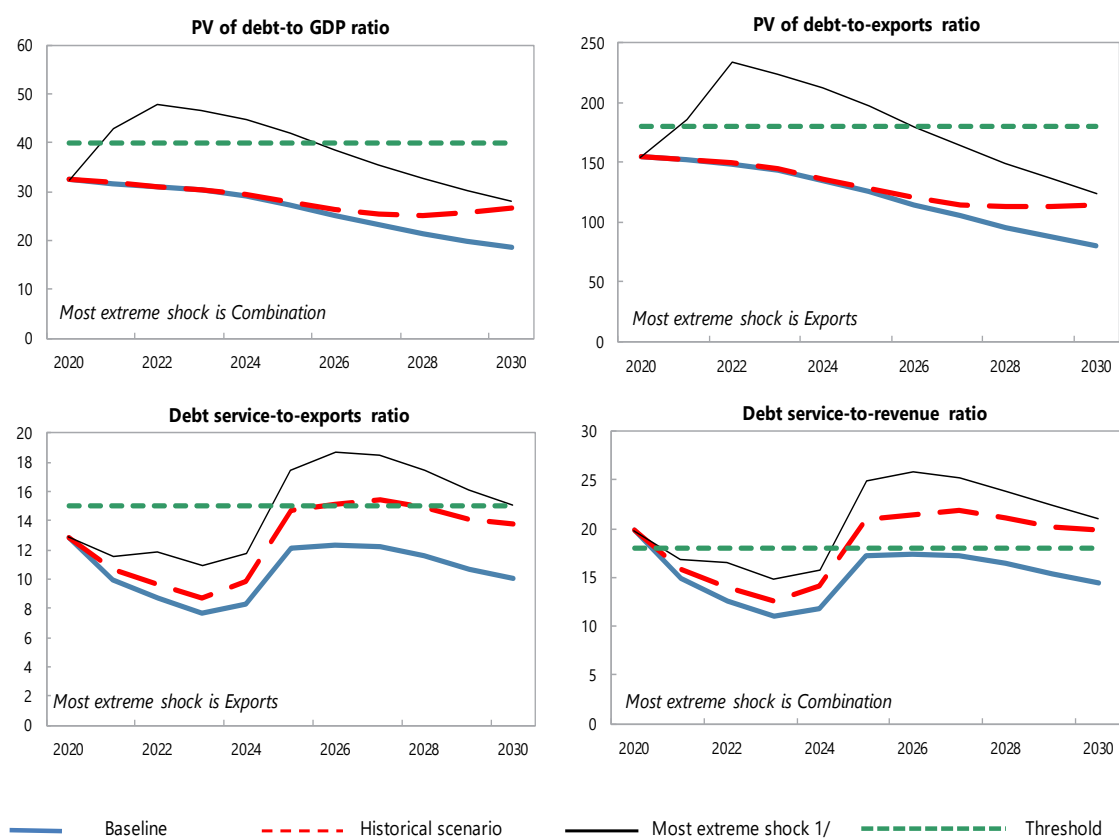 PV of debt-to GDP ratio
60
50
40
30
20
10
0
Most extreme shock is Combination
2020 2022 2024 2026 2028 2030
PV of debt-to-exports ratio
250
200
150
100
50
0
Most extreme shock is Exports
2020 2022 2024 2026 2028 2030
Debt service-to-exports ratio
20
18
16
14
12
10
8
6
4
2
0
Most extreme shock is Exports
2020 2022 2024 2026 2028 2030
Debt service-to-revenue ratio
30
25
20
15
10
5
0
Most extreme shock is Combination
2020 2022 2024 2026 2028 2030
Baseline Historical scenario Most extreme shock 1/ Threshold